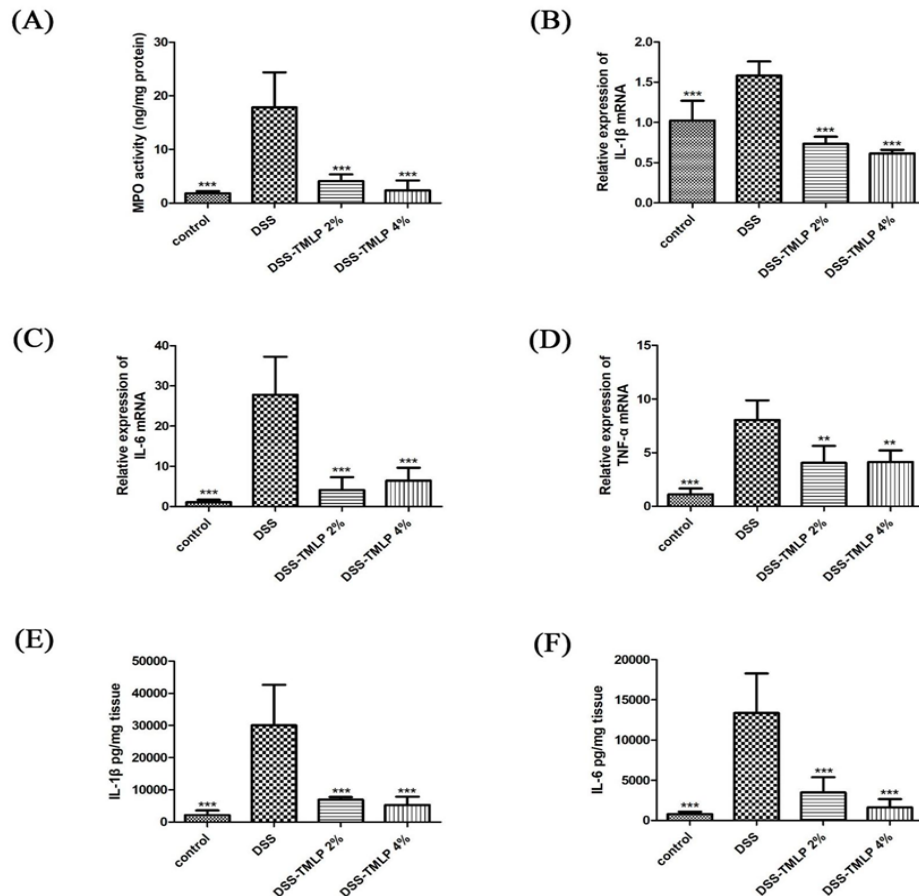 (A)
MPO activity (ng/mg protein)
30
20
10
0
***
***
***
control
DSS
DSS-TMLP 2%
DSS-TMLP 4%
(B)
Relative expression of
IL-1β mRNA
2.0
1.5
1.0
0.5
0.0
***
***
***
control
DSS
DSS-TMLP 2%
DSS-TMLP 4%
(C)
Relative expression of
IL-6 mRNA
40
30
20
10
0
***
***
***
control
DSS
DSS-TMLP 2%
DSS-TMLP 4%
(D)
Relative expression of
TNF-α mRNA
15
10
5
0
***
**
**
control
DSS
DSS-TMLP 2%
DSS-TMLP 4%
(E)
IL-1β pg/mg tissue
50000
40000
30000
20000
10000
0
***
***
***
control
DSS
DSS-TMLP 2%
DSS-TMLP 4%
(F)
IL-6 pg/mg tissue
20000
15000
10000
5000
0
***
***
***
control
DSS
DSS-TMLP 2%
DSS-TMLP 4%